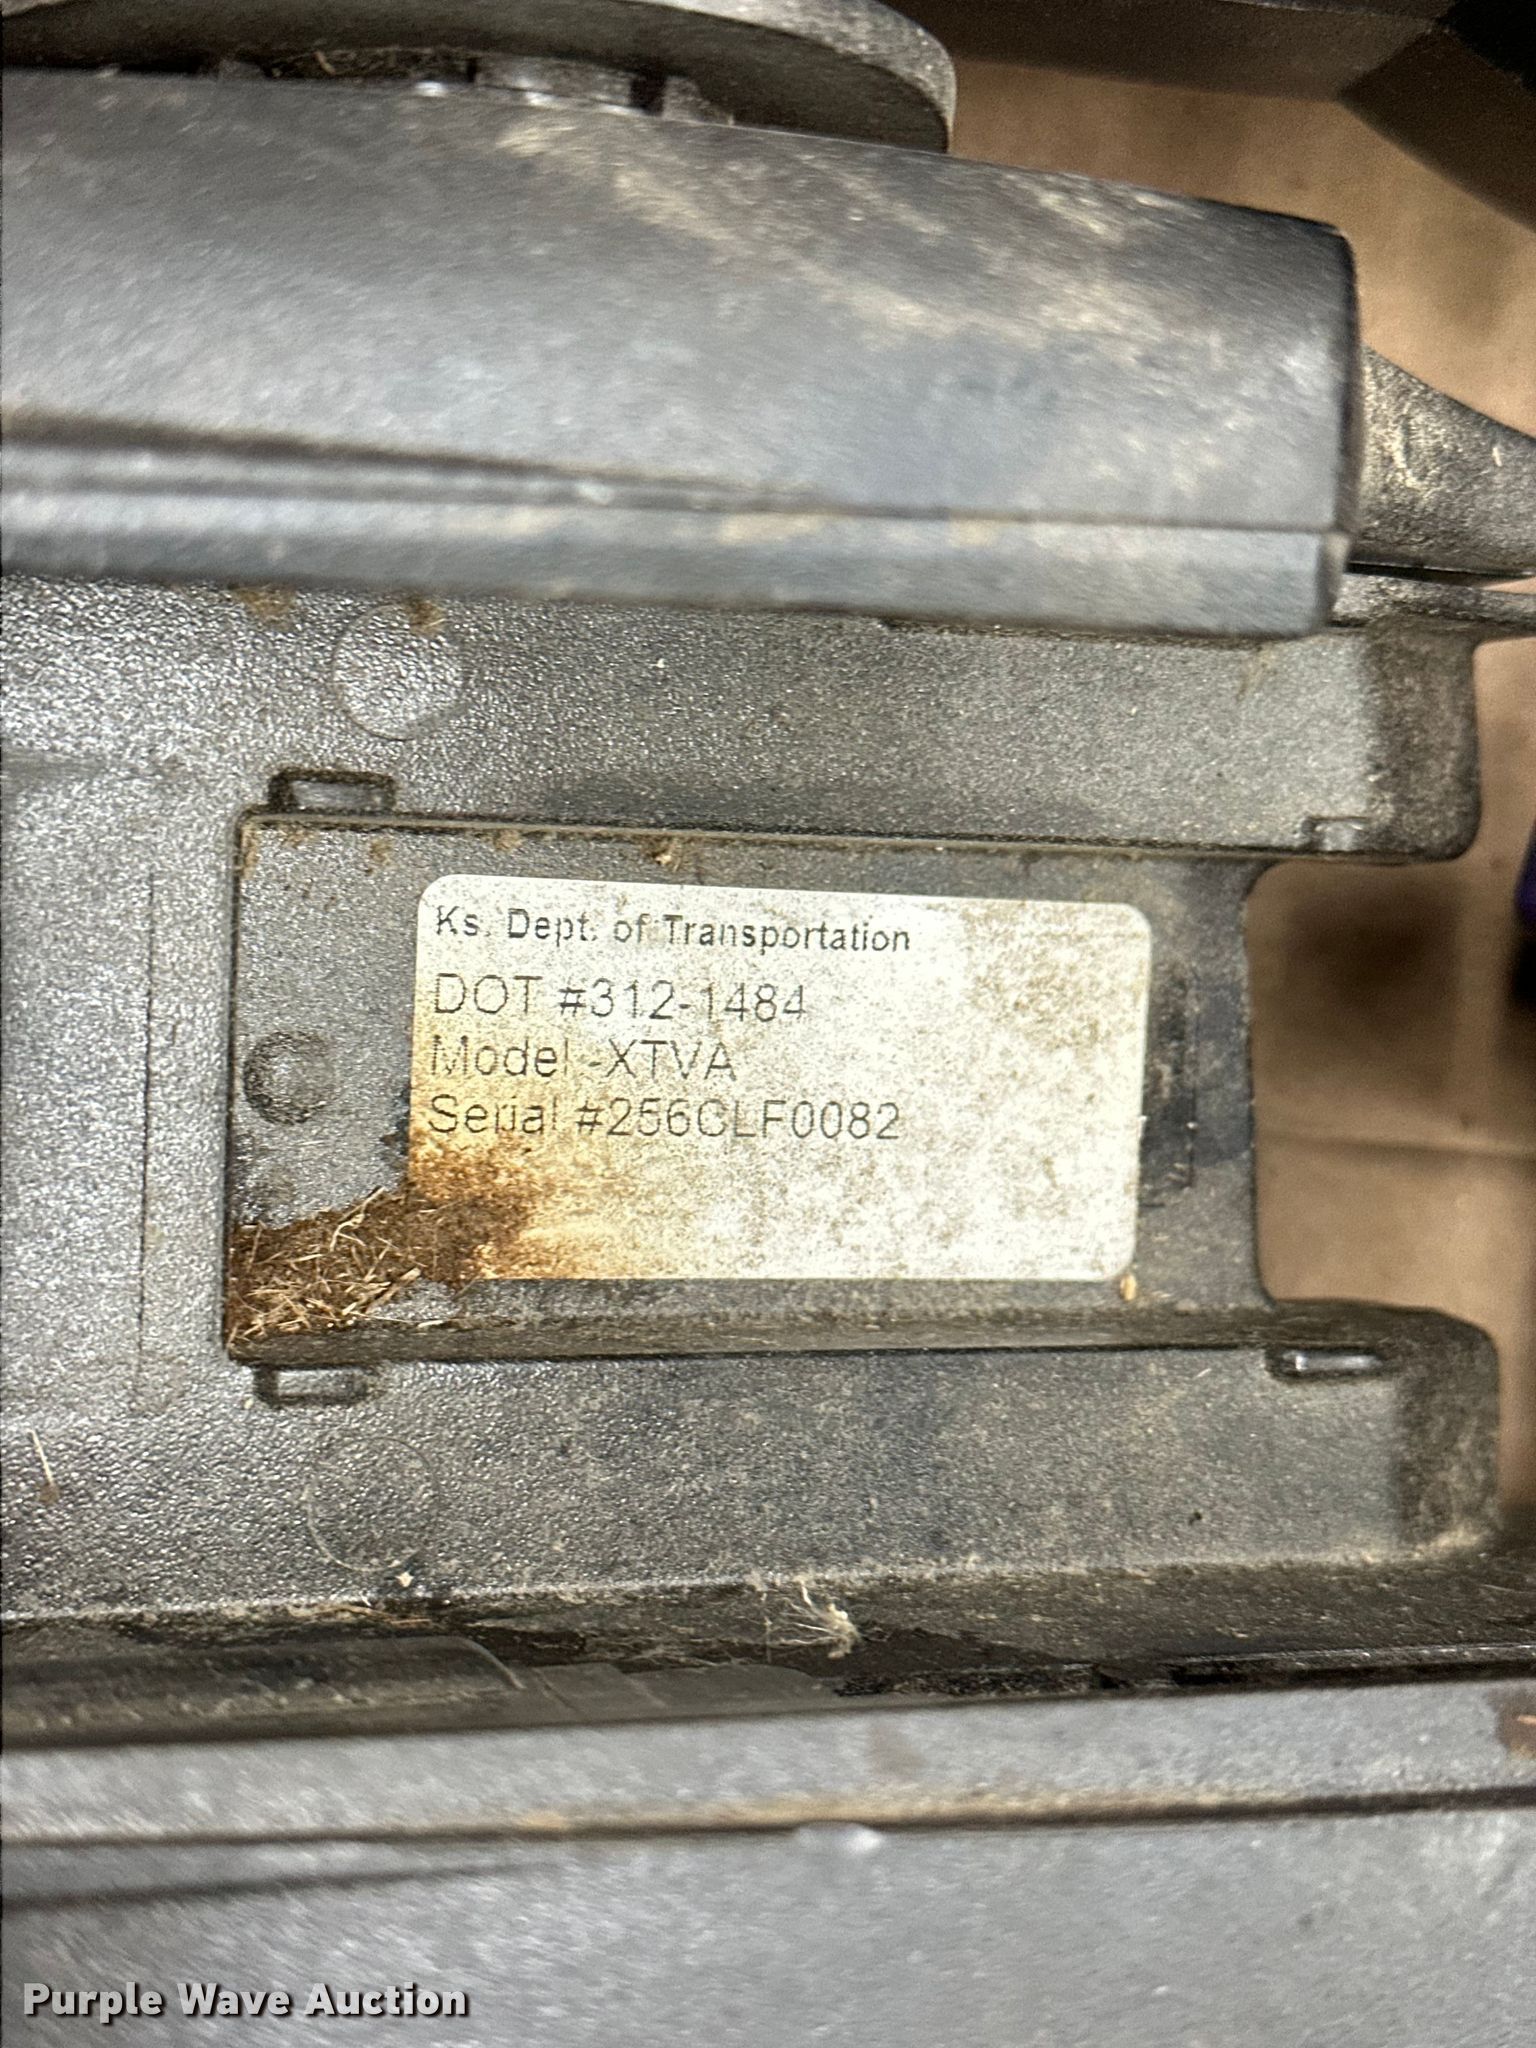 Ks. Dept. of Transportation
DOT #312-1484
Model -XTVA
Serial #256CLF0082
Purple Wave Auction